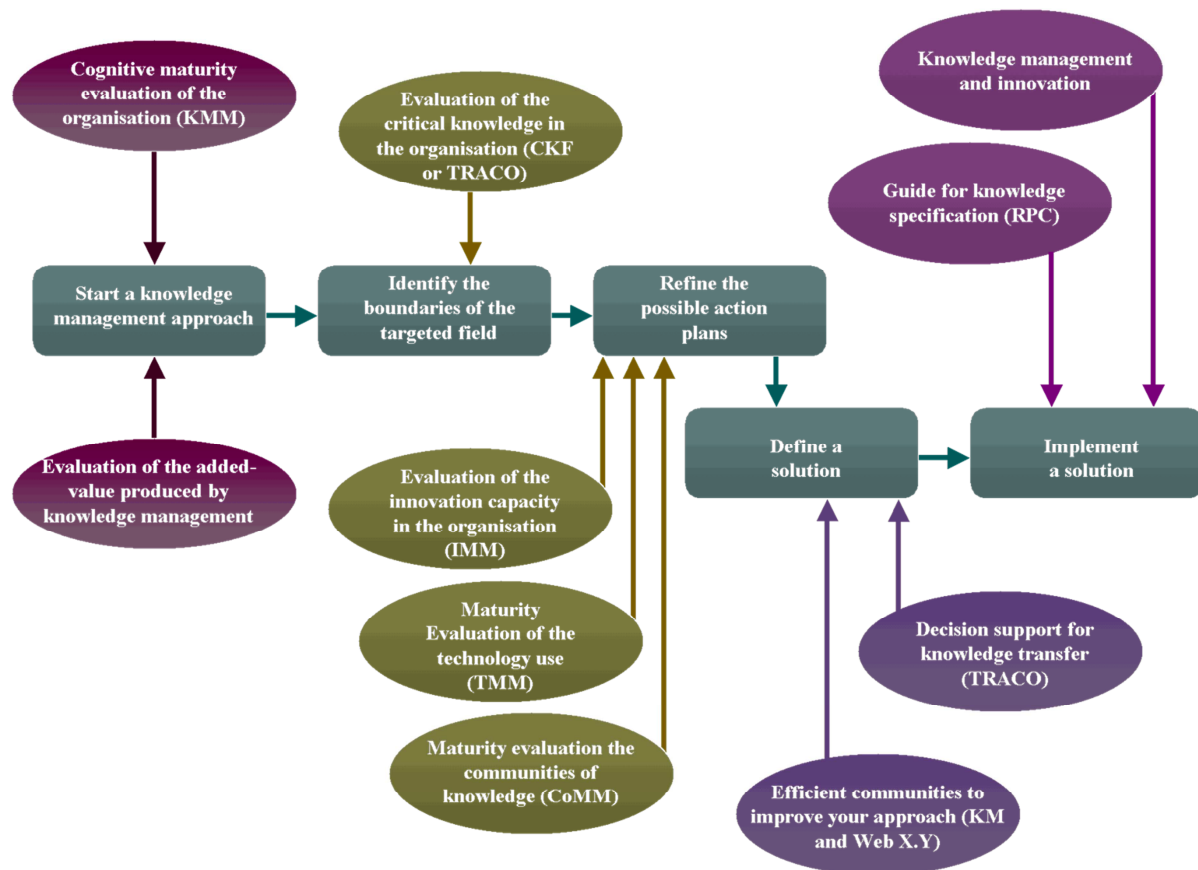 Cognitive maturity
evaluation of the
organisation (KMM)
Evaluation of the
critical knowledge in
the organisation (CKF
or TRACO)
Knowledge management
and innovation
Guide for knowledge
specification (RPC)
Start a knowledge
management approach
Identify the
boundaries of the
targeted field
Refine the
possible action
plans
Define a
solution
Implement
a solution
Evaluation of the added-
value produced by
knowledge management
Evaluation of the
innovation capacity
in the organisation
(IMM)
Maturity
Evaluation of the
technology use
(TMM)
Maturity evaluation the
communities of
knowledge (CoMM)
Decision support for
knowledge transfer
(TRACO)
Efficient communities to
improve your approach (KM
and Web X.Y)